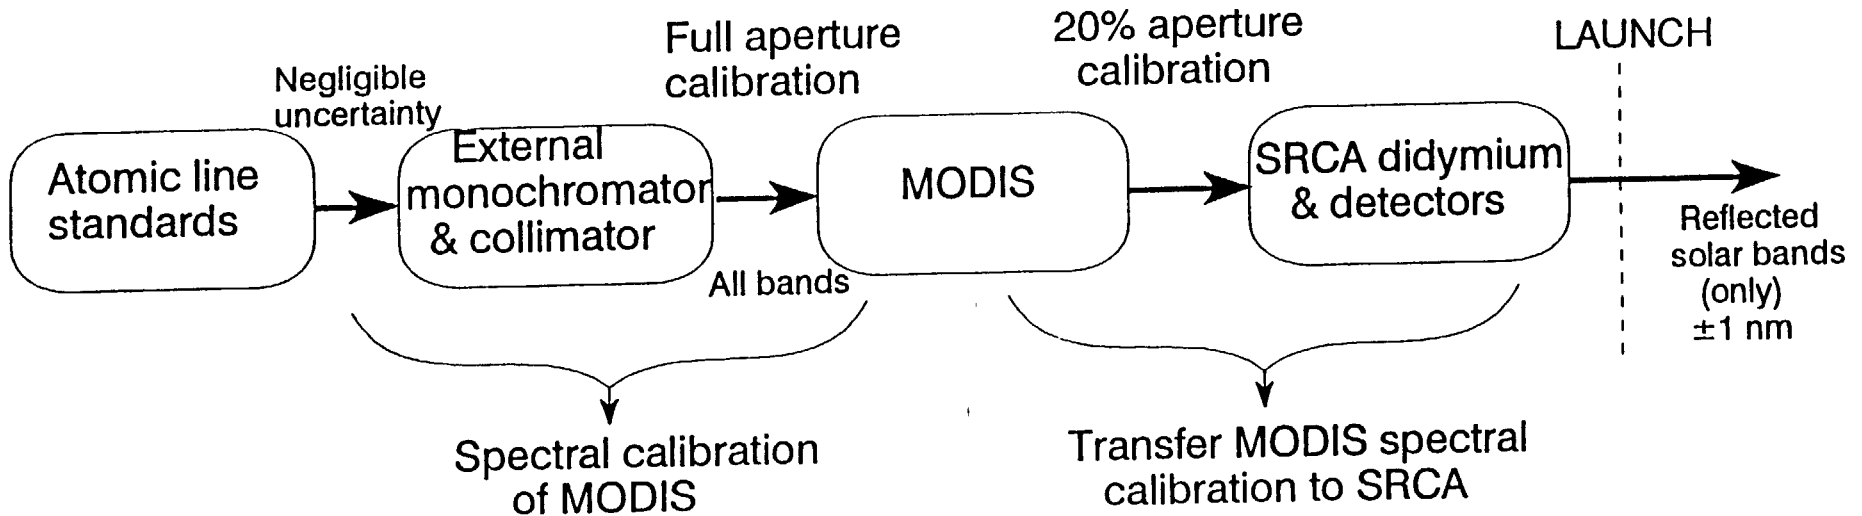 Full aperture
calibration
20% aperture
calibration
LAUNCH
Negligible
uncertainty
Atomic line
standards
External
monochromator
& collimator
All bands
MODIS
SRCA didymium
& detectors
Reflected
solar bands
(only)
±1 nm
Spectral calibration
of MODIS
Transfer MODIS spectral
calibration to SRCA